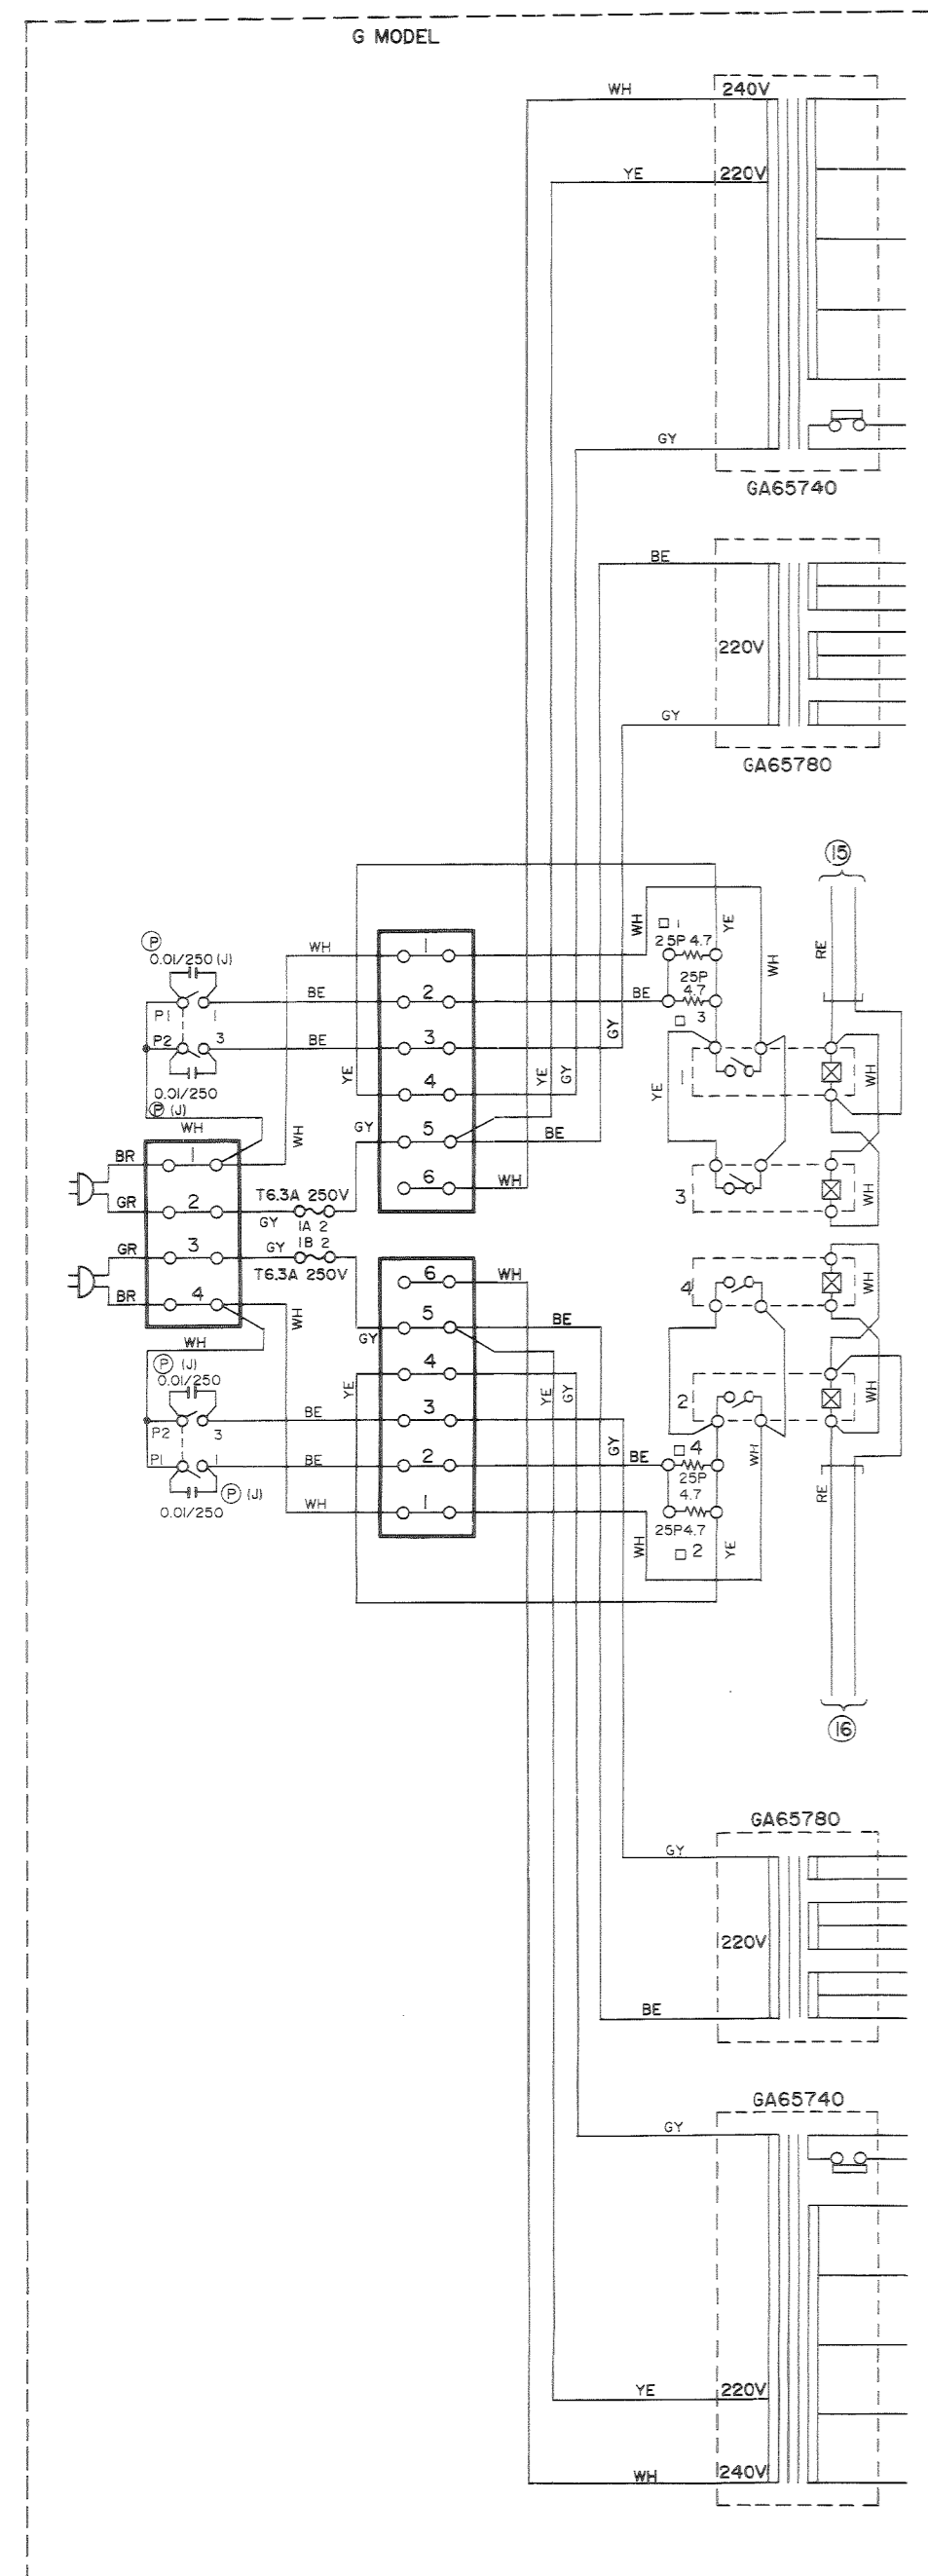 G MODEL
WH 240V
YE 220V
GY
GA65740
BE
220V
GY
GA65780
15
P
0.01/250 (J)
WH 1 WH □ 1 YE RE
25P 4.7 WH
P1 1 BE 2 BE 25P
4.7
P2 3 BE 3 GY □ 3
0.01/250 YE 4 YE GY YE 1 WH
P (J)
WH WH GY 5 BE
BR 1 6 WH 3 WH
GR 2 T6.3A 250V
GY 1A 2
GR 3 GY 1B 2
T6.3A 250V
BR 4 WH 6 WH 4 WH
WH GY 5 BE
P (J)
0.01/250 YE 4 YE GY 2 WH
P2 3 BE 3 GY □ 4 WH
P1 1 BE 2 BE 25P RE
P (J) 4.7
0.01/250 WH 1 WH 25P4.7 YE
□ 2
16
GA65780
GY
220V
BE
GA65740
GY
YE 220V
WH 240V